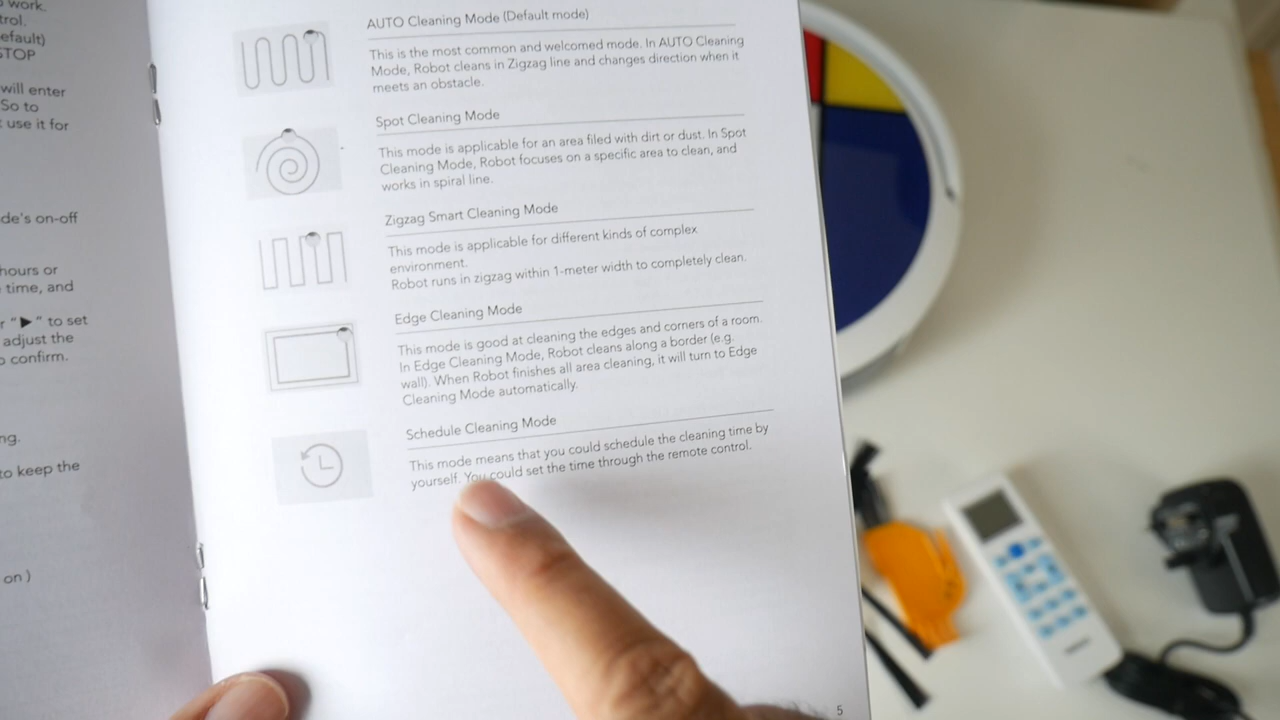 work.
trol.
efault)
STOP
will enter
So to
use it for
de's on-off
hours or
time, and
r “▶” to set
adjust the
o confirm.
ng.
to keep the
on )
AUTO Cleaning Mode (Default mode)
This is the most common and welcomed mode. In AUTO Cleaning
Mode, Robot cleans in Zigzag line and changes direction when it
meets an obstacle.
Spot Cleaning Mode
This mode is applicable for an area filed with dirt or dust. In Spot
Cleaning Mode, Robot focuses on a specific area to clean, and
works in spiral line.
Zigzag Smart Cleaning Mode
This mode is applicable for different kinds of complex
environment.
Robot runs in zigzag within 1-meter width to completely clean.
Edge Cleaning Mode
This mode is good at cleaning the edges and corners of a room.
In Edge Cleaning Mode, Robot cleans along a border (e.g.
wall). When Robot finishes all area cleaning, it will turn to Edge
Cleaning Mode automatically.
Schedule Cleaning Mode
This mode means that you could schedule the cleaning time by
yourself. You could set the time through the remote control.
5